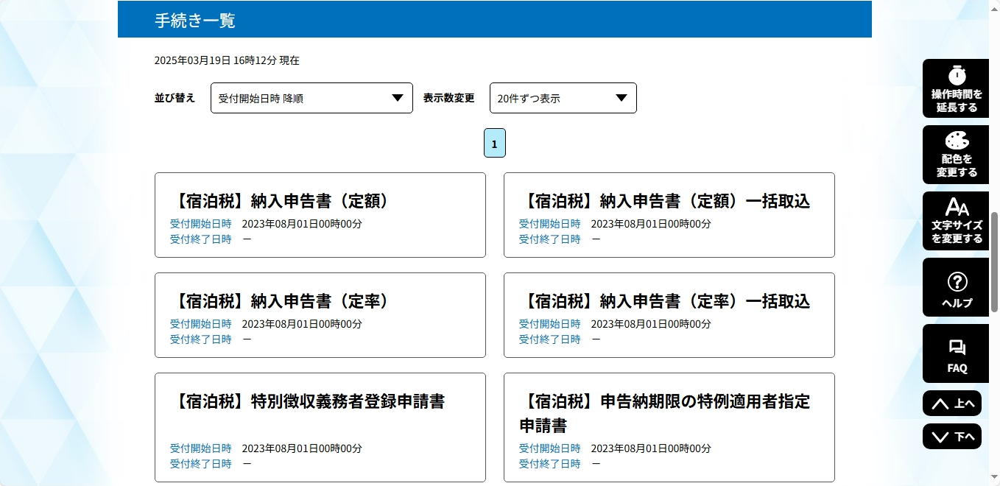 手続き一覧
2025年03月19日 16時12分 現在
並び替え 受付開始日時 降順 表示数変更 20件ずつ表示
1
【宿泊税】納入申告書（定額）
受付開始日時 2023年08月01日00時00分
受付終了日時 ー
【宿泊税】納入申告書（定額）一括取込
受付開始日時 2023年08月01日00時00分
受付終了日時 ー
【宿泊税】納入申告書（定率）
受付開始日時 2023年08月01日00時00分
受付終了日時 ー
【宿泊税】納入申告書（定率）一括取込
受付開始日時 2023年08月01日00時00分
受付終了日時 ー
【宿泊税】特別徴収義務者登録申請書
受付開始日時 2023年08月01日00時00分
受付終了日時 ー
【宿泊税】申告納期限の特例適用者指定
申請書
受付開始日時 2023年08月01日00時00分
受付終了日時 ー
操作時間を
延長する
配色を
変更する
AA
文字サイズ
を変更する
?
ヘルプ
FAQ
上へ
下へ